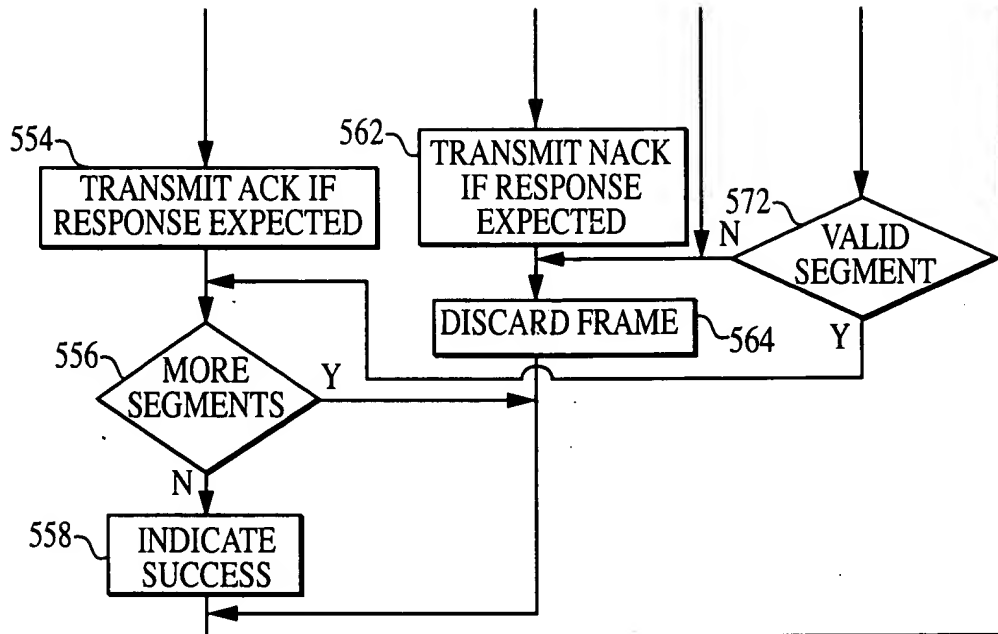 554
TRANSMIT ACK IF
RESPONSE EXPECTED
562
TRANSMIT NACK
IF RESPONSE
EXPECTED
572
N
VALID
SEGMENT
Y
DISCARD FRAME
564
556
MORE
SEGMENTS
Y
N
558
INDICATE
SUCCESS